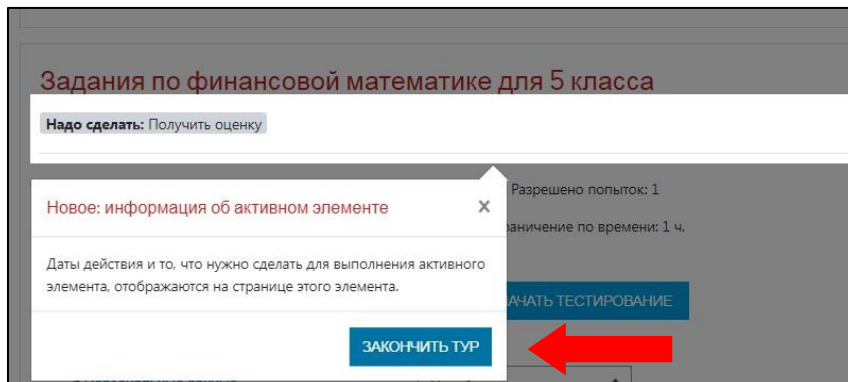 Задания по финансовой математике для 5 класса
Надо сделать: Получить оценку
Разрешено попыток: 1
Новое: информация об активном элементе
×
ограничение по времени: 1 ч.
Даты действия и то, что нужно сделать для выполнения активного
элемента, отображаются на странице этого элемента.
НАЧАТЬ ТЕСТИРОВАНИЕ
ЗАКОНЧИТЬ ТУР